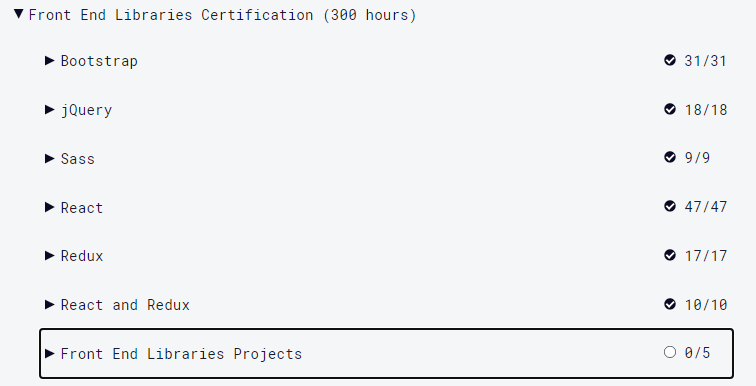 Front End Libraries Certification (300 hours)
Bootstrap 31/31
jQuery 18/18
Sass 9/9
React 47/47
Redux 17/17
React and Redux 10/10
Front End Libraries Projects 0/5